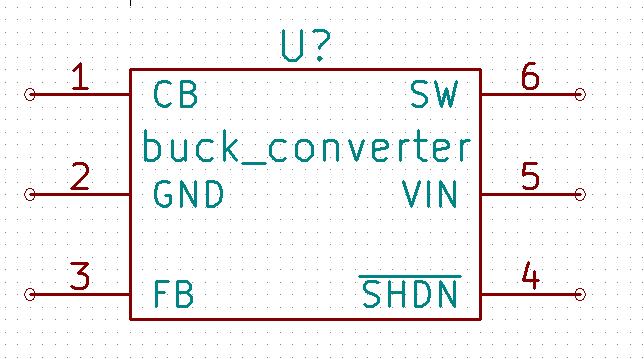 U?
1 CB SW 6
buck_converter
2 GND VIN 5
3 FB SHDN 4